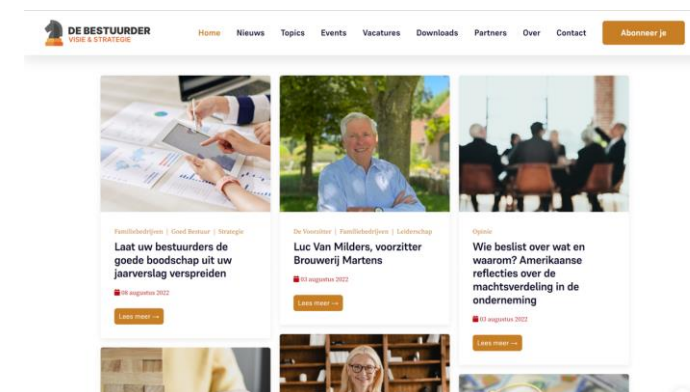 DE BESTUURDER
VISIE & STRATEGIE
Home Nieuws Topics Events Vacatures Downloads Partners Over Contact Abonneer je
Familiebedrijven | Goed Bestuur | Strategie
Laat uw bestuurders de
goede boodschap uit uw
jaarverslag verspreiden
08 augustus 2022
Lees meer →
De Voorzitter | Familiebedrijven | Leiderschap
Luc Van Milders, voorzitter
Brouwerij Martens
03 augustus 2022
Lees meer →
Opinie
Wie beslist over wat en
waarom? Amerikaanse
reflecties over de
machtsverdeling in de
onderneming
03 augustus 2022
Lees meer →